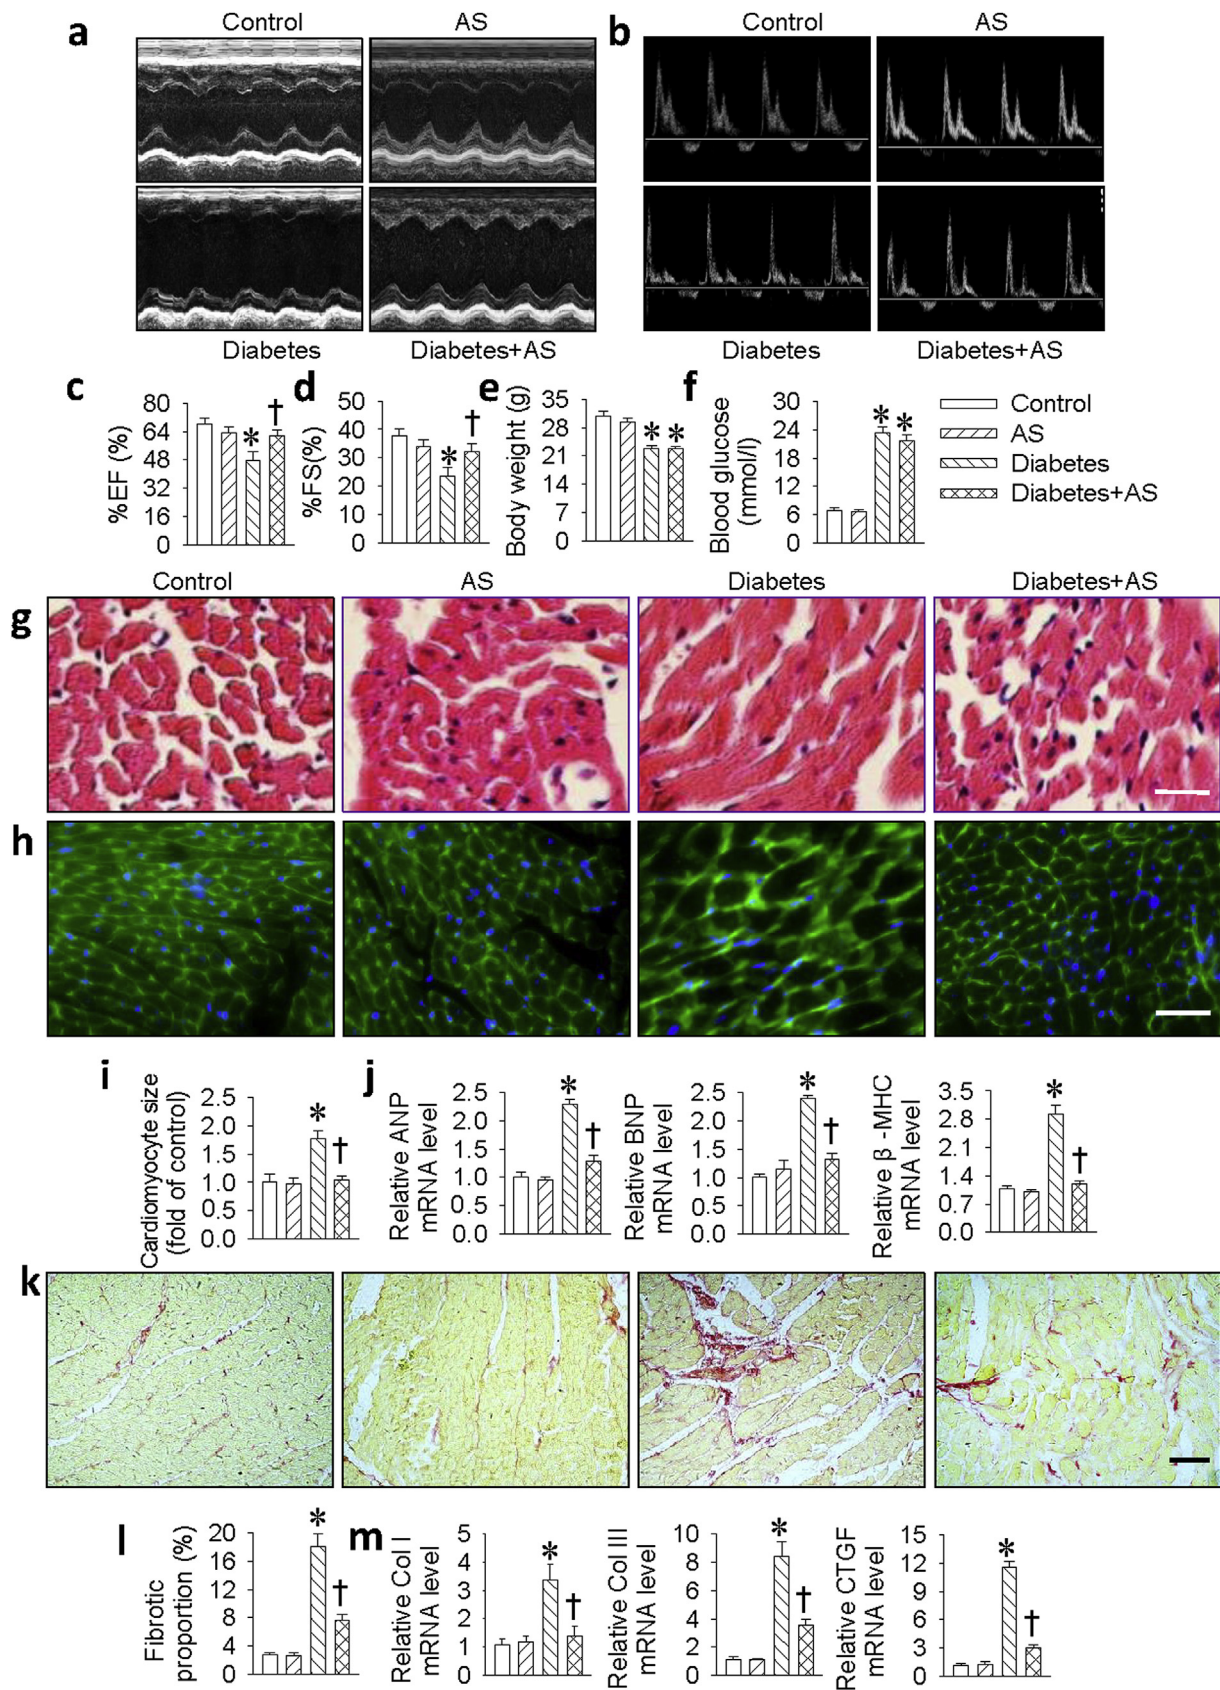 a
Control
AS
b
Control
AS
Diabetes
Diabetes+AS
Diabetes
Diabetes+AS
c
%EF (%)
80
64
48
32
16
0
*
†
d
%FS(%)
50
40
30
20
10
0
*
†
e
Body weight (g)
35
28
21
14
7
0
*
*
f
Blood glucose
(mmol/l)
30
24
18
12
6
0
*
*
Control
AS
Diabetes
Diabetes+AS
Control
AS
Diabetes
Diabetes+AS
g
h
i
Cardiomyocyte size
(fold of control)
2.5
2.0
1.5
1.0
0.5
0.0
*
†
j
Relative ANP
mRNA level
2.5
2.0
1.5
1.0
0.5
0.0
*
†
Relative BNP
mRNA level
2.5
2.0
1.5
1.0
0.5
0.0
*
†
Relative β -MHC
mRNA level
3.5
2.8
2.1
1.4
0.7
0.0
*
†
k
l
Fibrotic
proportion (%)
20
16
12
8
4
0
*
†
m
Relative Col I
mRNA level
5
4
3
2
1
0
*
†
Relative Col III
mRNA level
10
8
6
4
2
0
*
†
Relative CTGF
mRNA level
15
12
9
6
3
0
*
†